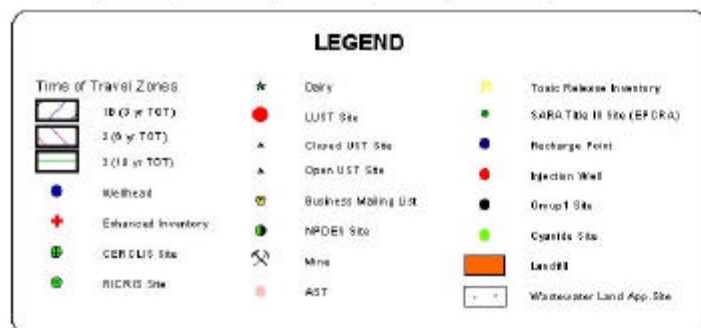 LEGEND
Time of Travel Zones
1B (3 yr TOT)
2 (6 yr TOT)
3 (10 yr TOT)
Wellhead
Enhanced Inventory
CERCLIS Site
RICRIS Site
Dairy
LUST Site
Closed UST Site
Open UST Site
Business Mailing List
NPDES Site
Mine
AST
Toxic Release Inventory
SARA Title III Site (EPCRA)
Recharge Point
Injection Well
Group1 Site
Cyanide Site
Landfill
Wastewater Land App.Site